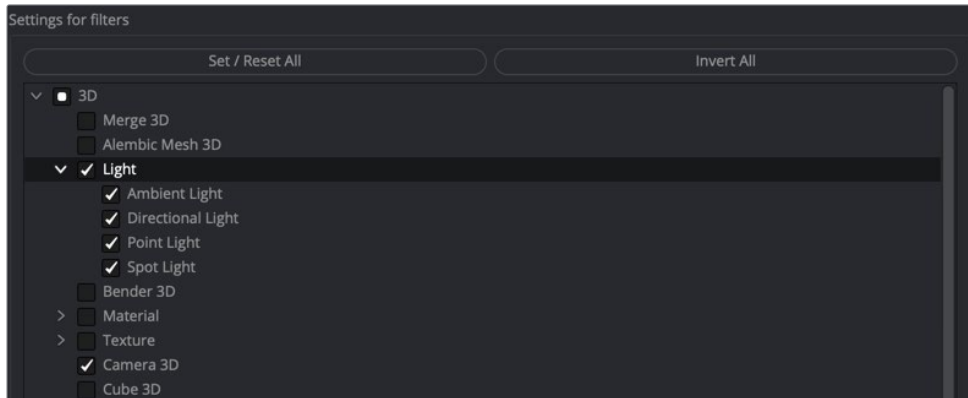 Settings for filters
Set / Reset All
Invert All
3D
Merge 3D
Alembic Mesh 3D
Light
Ambient Light
Directional Light
Point Light
Spot Light
Bender 3D
Material
Texture
Camera 3D
Cube 3D